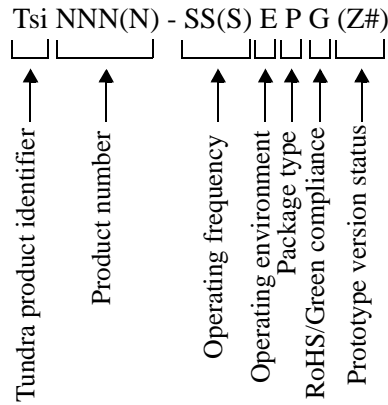 Tsi NNN(N) - SS(S) E P G (Z#)
Tundra product identifier
Product number
Operating frequency
Operating environment
Package type
RoHS/Green compliance
Prototype version status